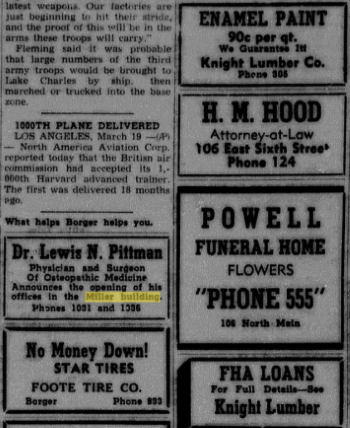 latest weapons. Our factories are
just beginning to hit their stride,
and the proof of this will be in the
arms these troops will carry."
Fleming said it was probable
that large numbers of the third
army troops would be brought to
Lake Charles by ship, then
marched or trucked into the base
zone.
1000TH PLANE DELIVERED
LOS ANGELES, March 19 —(AP)
— North America Aviation Corp.
reported today that the British air
commission had accepted its 1,-
000th Harvard advanced trainer.
The first was delivered 18 months
ago.
What helps Borger helps you.
Dr. Lewis N. Pittman
Physician and Surgeon
Of Osteopathic Medicine
Announces the opening of his
offices in the Miller building.
Phones 1031 and 1336
No Money Down!
STAR TIRES
FOOTE TIRE CO.
Borger Phone 933
ENAMEL PAINT
90c per qt.
We Guarantee It!
Knight Lumber Co.
Phone 305
H. M. HOOD
Attorney-at-Law
106 East Sixth Street
Phone 124
POWELL
FUNERAL HOME
FLOWERS
"PHONE 555"
106 North Main
FHA LOANS
For Full Details—See
Knight Lumber